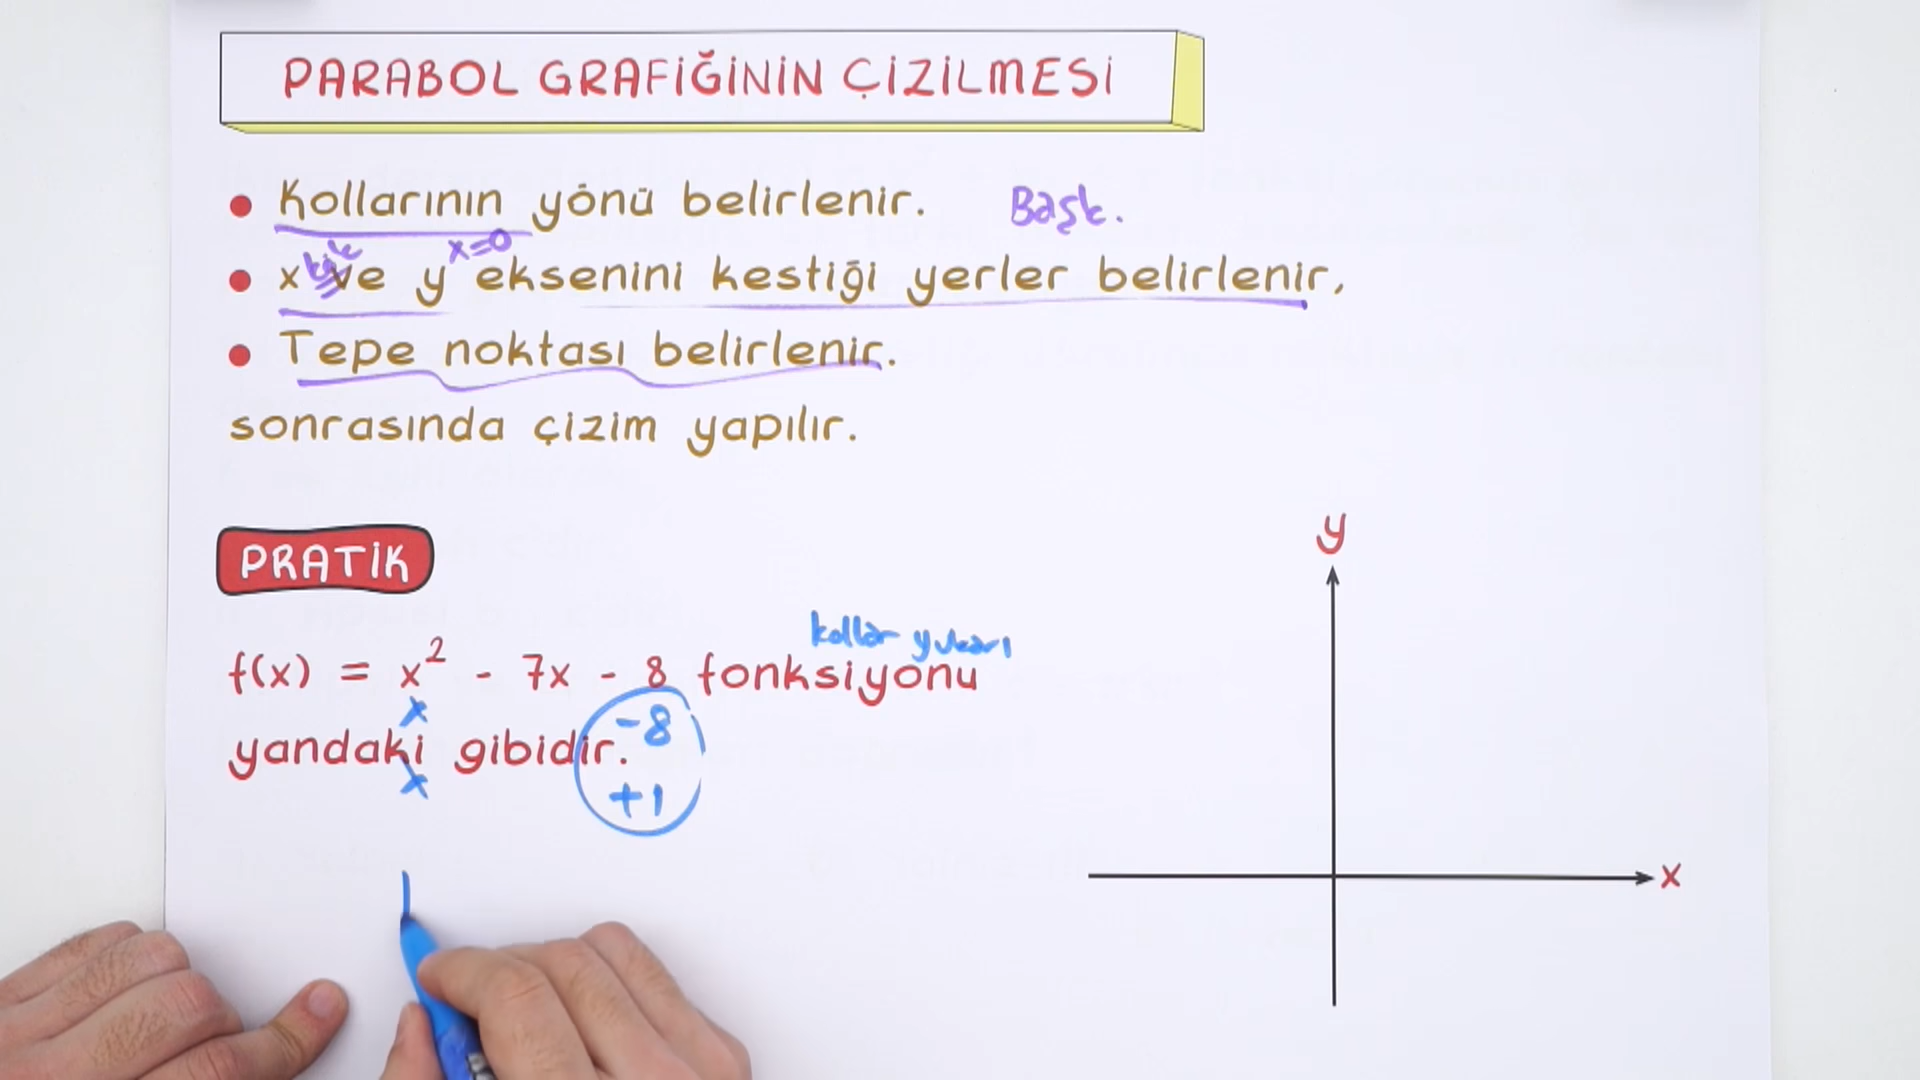 PARABOL GRAFİĞİNİN ÇİZİLMESİ
• Kollarının yönü belirlenir. Başk.
kök x=0
• x ve y eksenini kestiği yerler belirlenir,
• Tepe noktası belirlenir.
sonrasında çizim yapılır.
PRATİK
kollar yukarı
f(x) = x² - 7x - 8 fonksiyonu
x -8
yandaki gibidir.
x +1
y
x